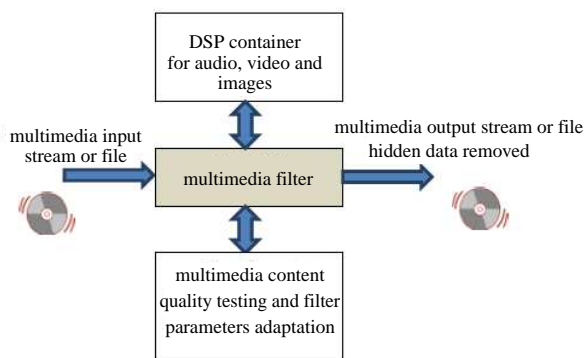 DSP container
for audio, video and
images
multimedia input
stream or file
multimedia filter
multimedia output stream or file
hidden data removed
multimedia content
quality testing and filter
parameters adaptation